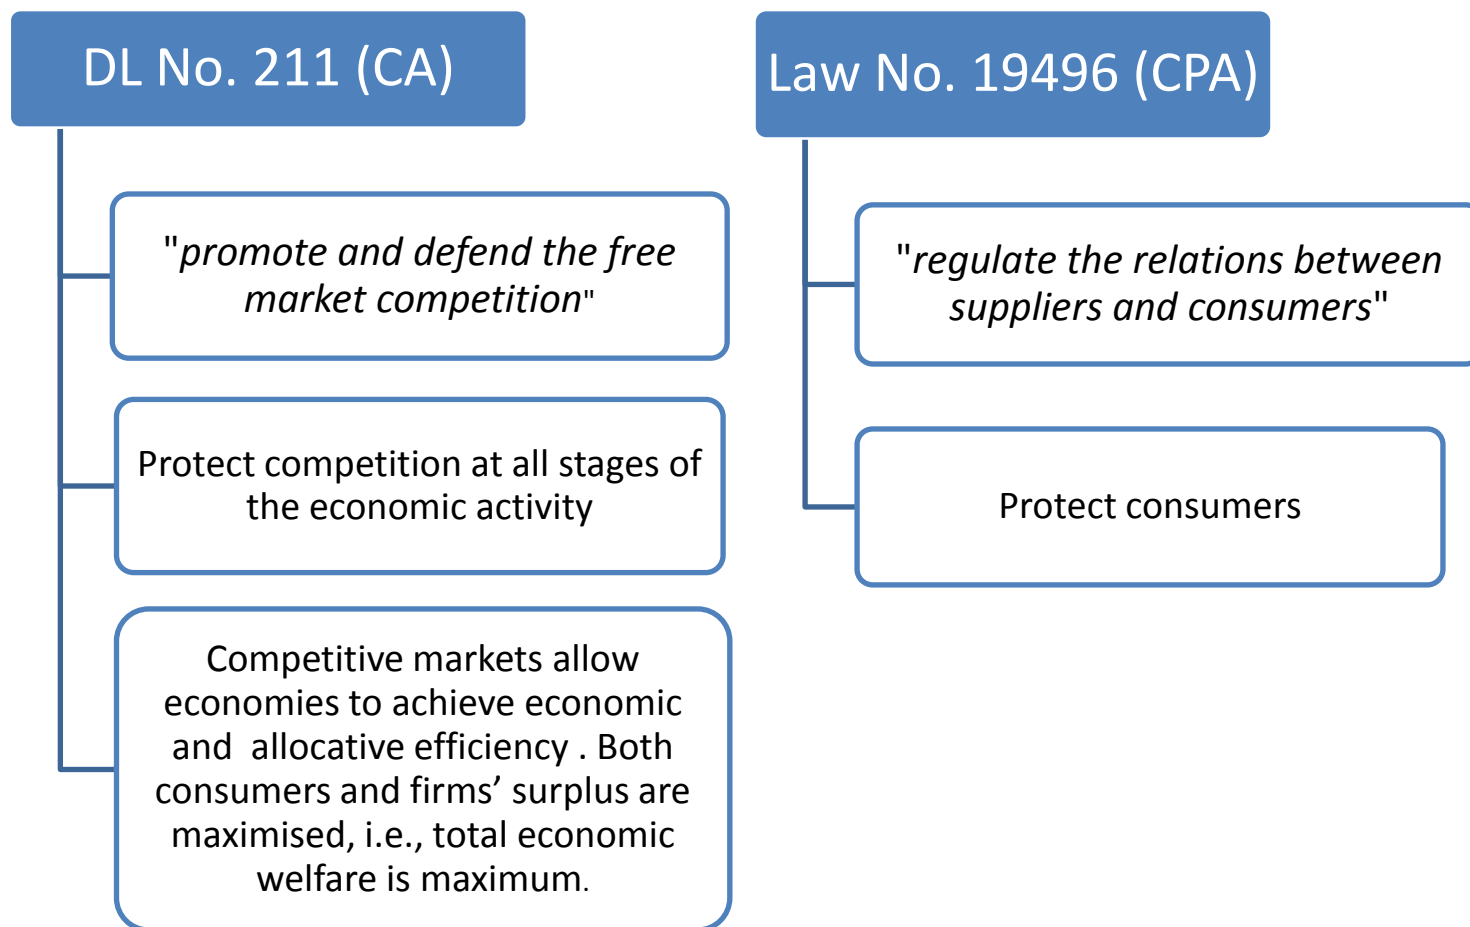 DL No. 211 (CA)
"promote and defend the free
market competition"
Protect competition at all stages of
the economic activity
Competitive markets allow
economies to achieve economic
and  allocative efficiency . Both
consumers and firms’ surplus are
maximised, i.e., total economic
welfare is maximum.
Law No. 19496 (CPA)
"regulate the relations between
suppliers and consumers"
Protect consumers